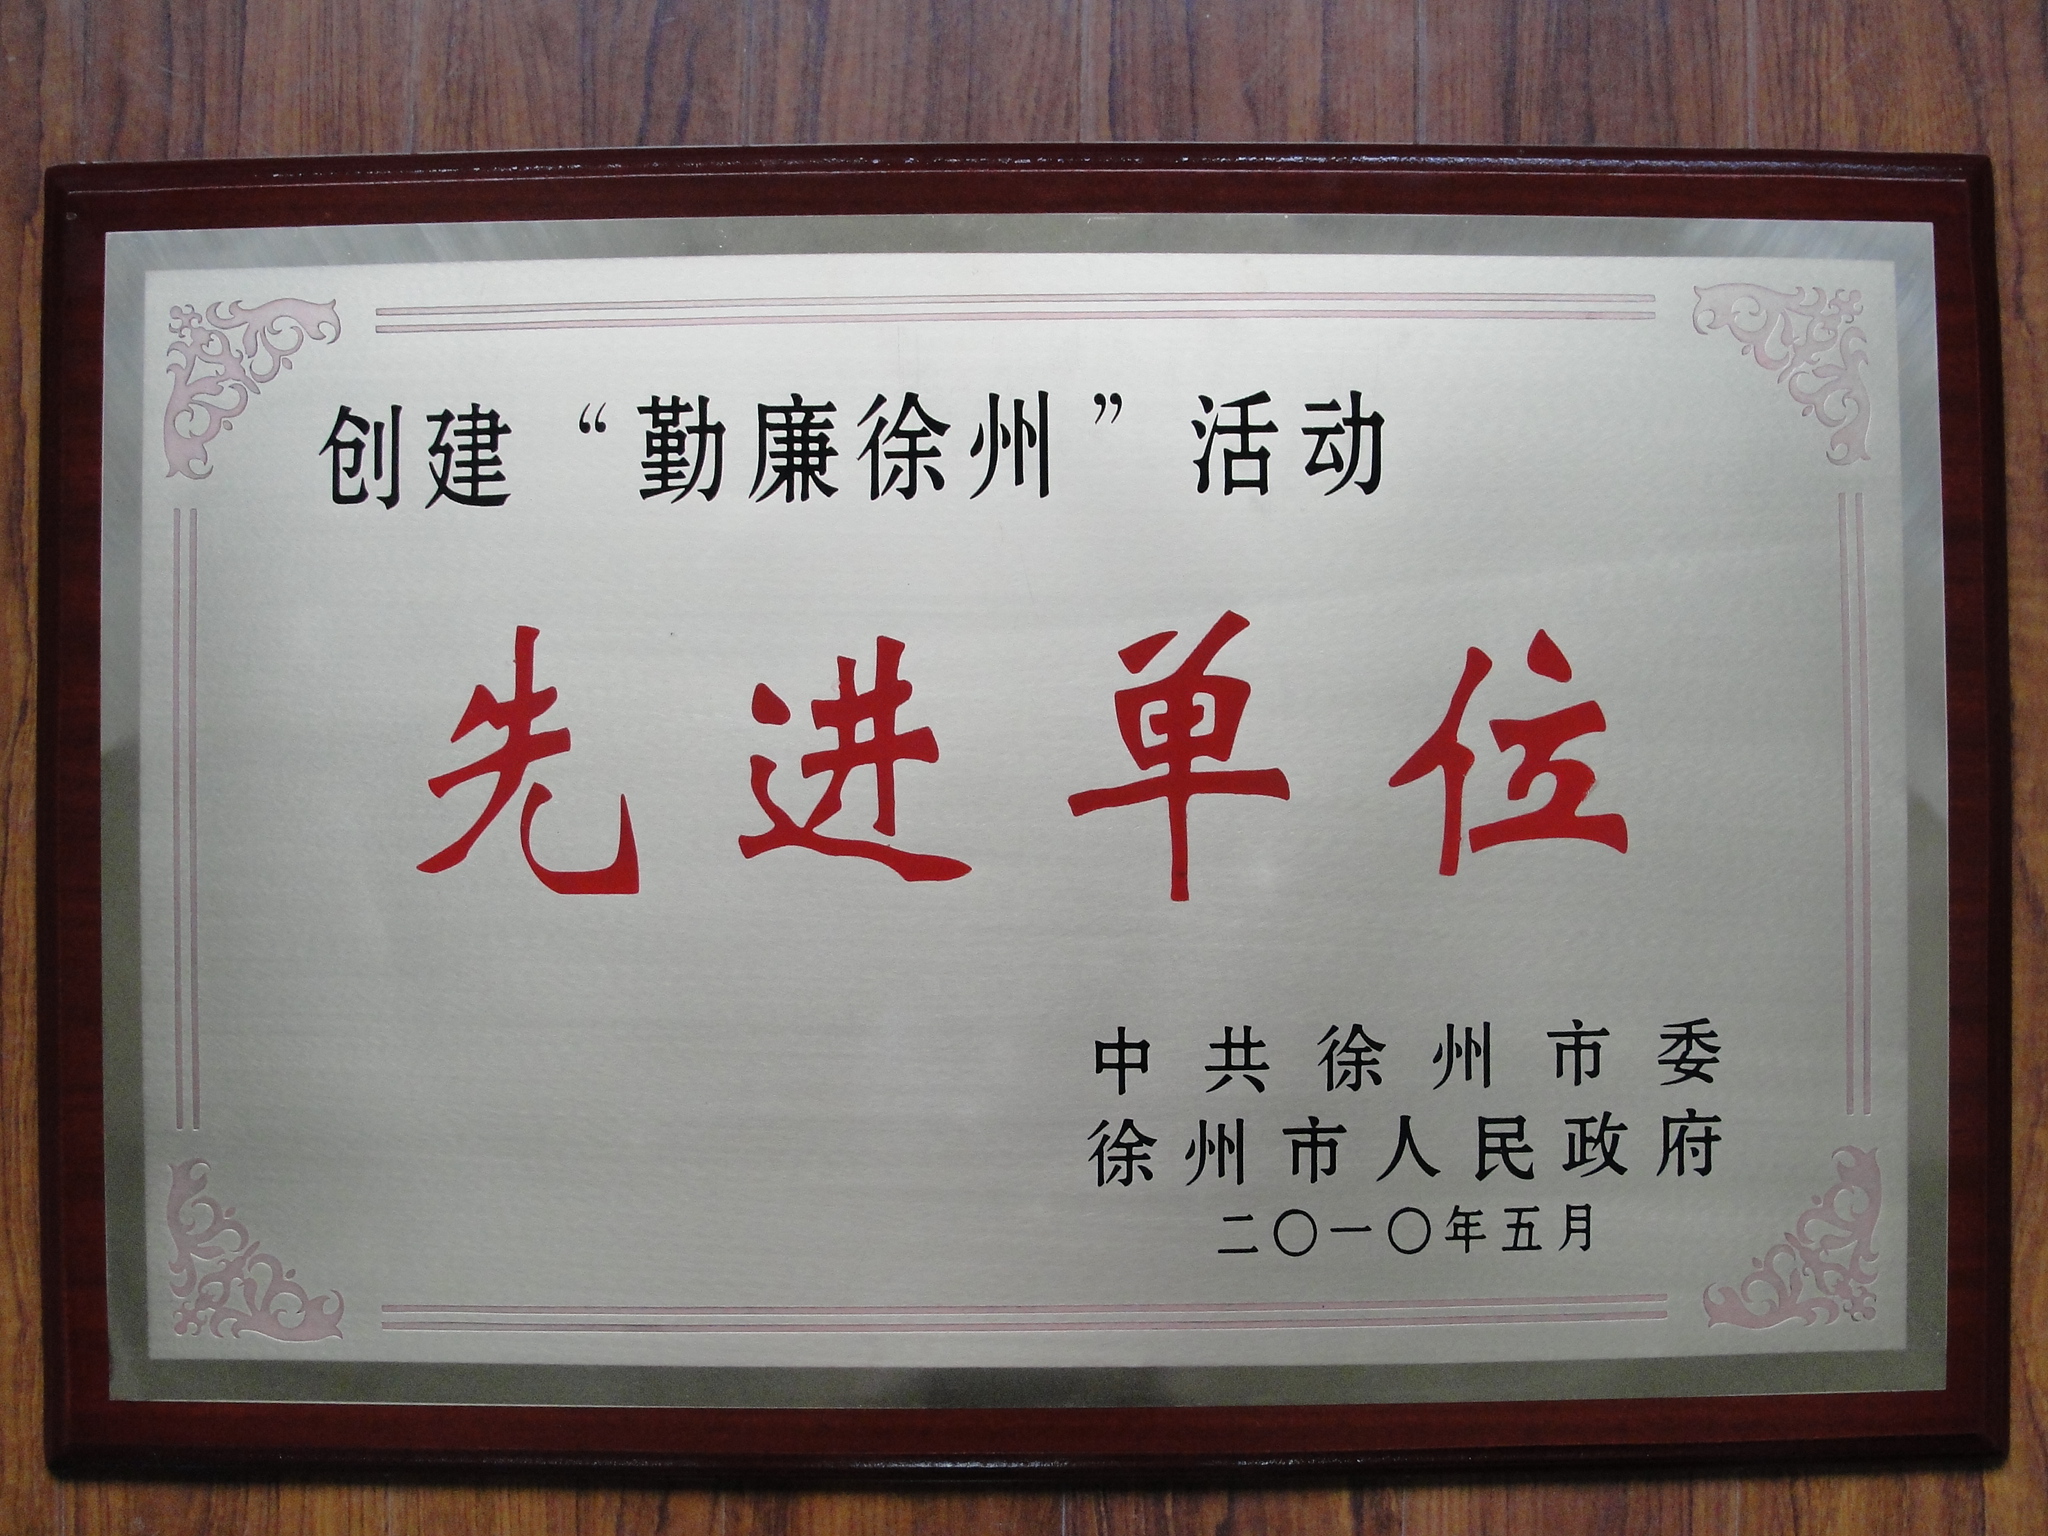 创建“勤廉徐州”活动
先进单位
中共徐州市委
徐州市人民政府
二〇一〇年五月